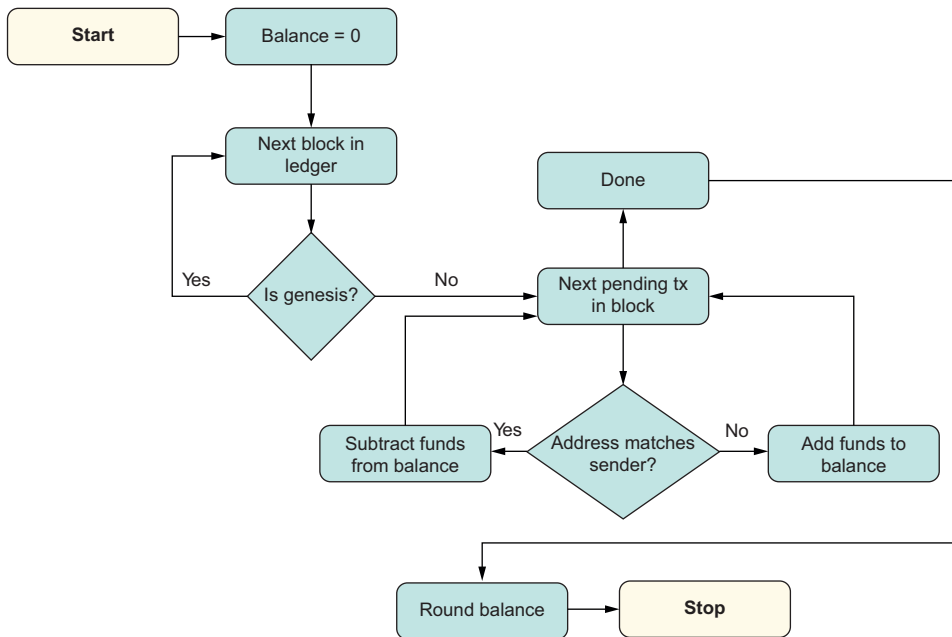 Start
Balance = 0
Next block in
ledger
Done
Yes
Is genesis?
No
Next pending tx
in block
Subtract funds
from balance
Yes
Address matches
sender?
No
Add funds to
balance
Round balance
Stop